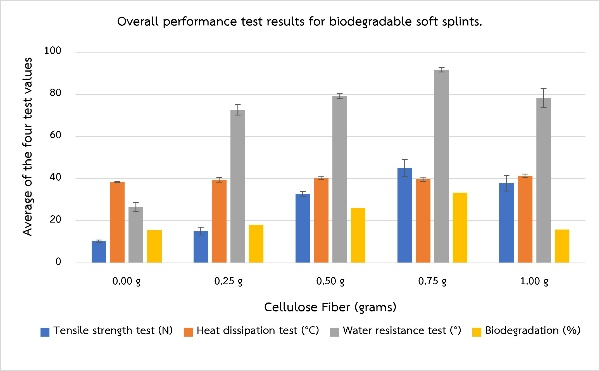 Overall performance test results for biodegradable soft splints.
Average of the four test values
100
80
60
40
20
0
0.00 g
0.25 g
0.50 g
0.75 g
1.00 g
Cellulose Fiber (grams)
Tensile strength test (N)
Heat dissipation test (°C)
Water resistance test (°)
Biodegradation (%)